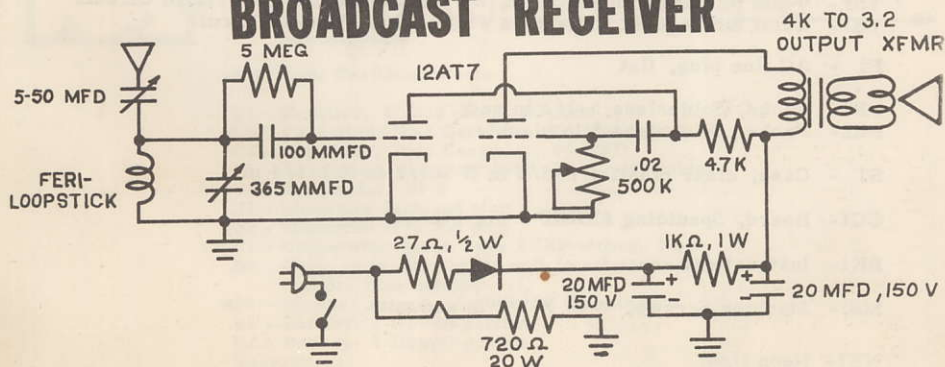 BROADCAST RECEIVER
4K TO 3.2
OUTPUT XFMR
5 MEG
12AT7
5-50 MFD
100 MMFD
FERI-
LOOPSTICK
365 MMFD
.02
500 K
4.7K
27Ω, ½ W
1KΩ, 1W
20 MFD
150 V
+
-
+
-
20 MFD, 150 V
720Ω
20 W